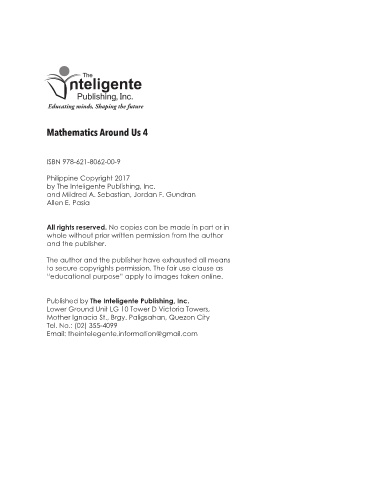 The
Inteligente
Publishing, Inc.
Educating minds, Shaping the future
Mathematics Around Us 4
ISBN 978-621-8062-00-9
Philippine Copyright 2017
by The Inteligente Publishing, Inc.
and Mildred A. Sebastian, Jordan F. Gundran
Allen E. Pasia
All rights reserved. No copies can be made in part or in
whole without prior written permission from the author
and the publisher.
The author and the publisher have exhausted all means
to secure copyrights permission. The fair use clause as
"educational purpose" apply to images taken online.
Published by The Inteligente Publishing, Inc.
Lower Ground Unit LG 10 Tower D Victoria Towers,
Mother Ignacia St., Brgy. Paligsahan, Quezon City
Tel. No.: (02) 355-4099
Email: theintelegente.information@gmail.com